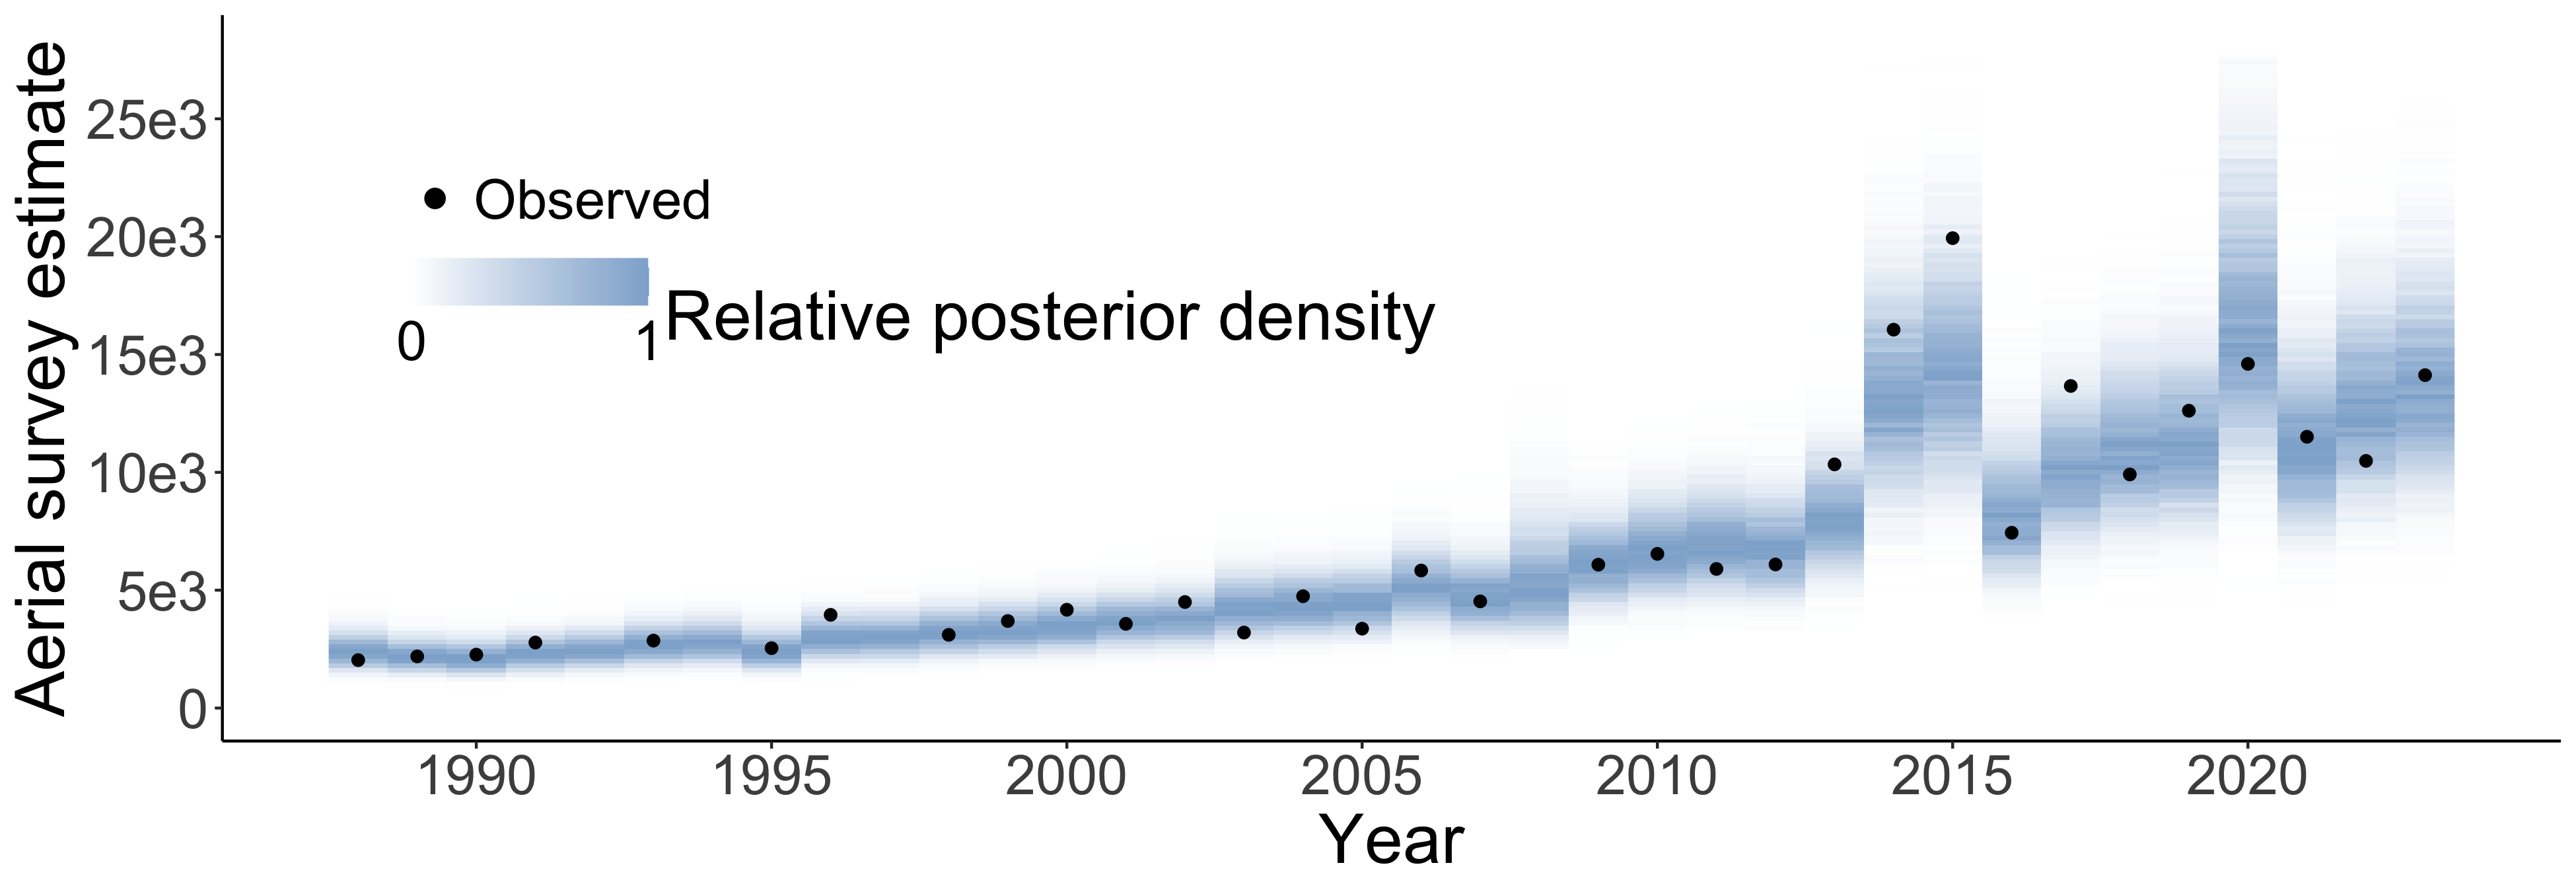 Aerial survey estimate
25e3
20e3
15e3
10e3
5e3
0
Observed
0 1
Relative posterior density
1990 1995 2000 2005 2010 2015 2020
Year